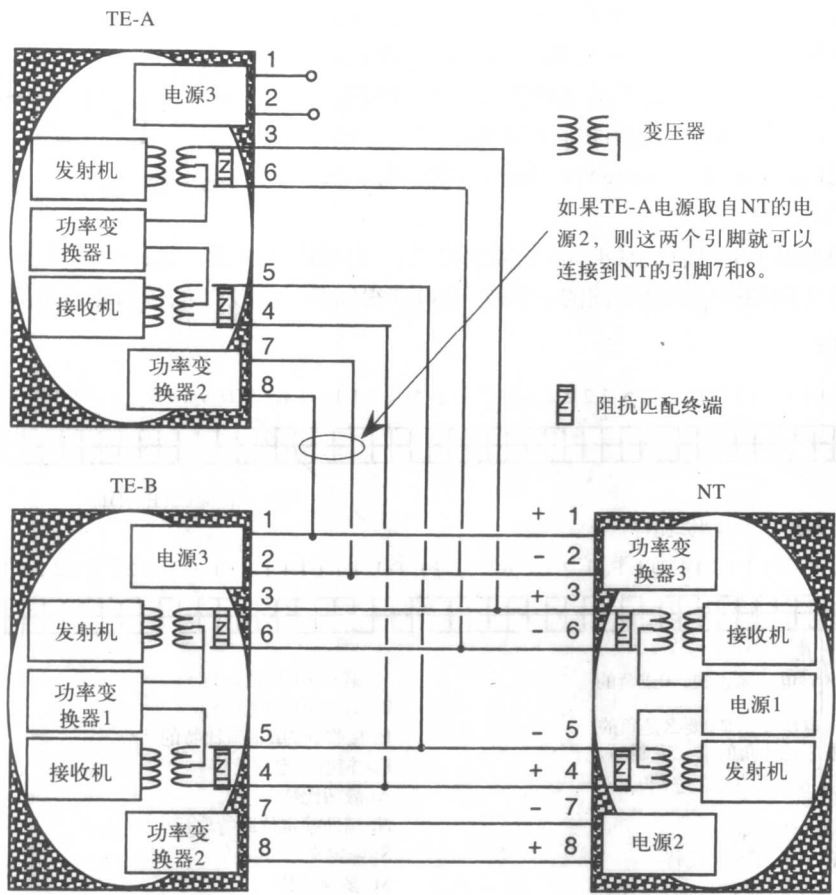 TE-A
电源3
1
2
3
6
发射机
功率变
换器1
接收机
5
4
7
8
功率变
换器2
Z
Z
变压器
如果TE-A电源取自NT的电
源2，则这两个引脚就可以
连接到NT的引脚7和8。
Z
阻抗匹配终端
TE-B
电源3
1
2
3
6
发射机
功率变
换器1
接收机
5
4
7
8
功率变
换器2
Z
Z
NT
+ 1
- 2
+ 3
- 6
- 5
+ 4
- 7
+ 8
功率变
换器3
Z
接收机
电源1
Z
发射机
电源2